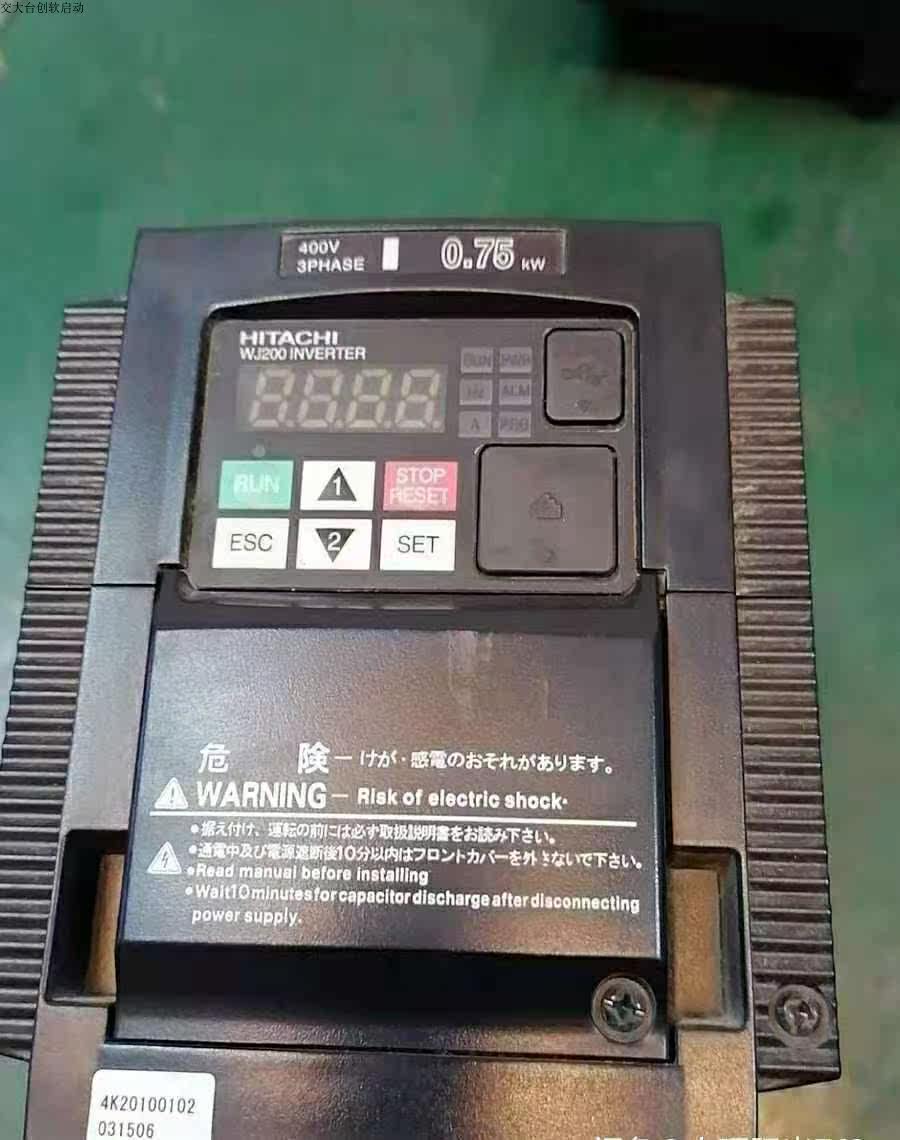 交大台创软启动
400V
3PHASE
0.75 kW
HITACHI
WJ200 INVERTER
RUN PWR
Hz ALM
A PRG
8.8.8.8
RUN
1
STOP
RESET
ESC
2
SET
危 険 — けが・感電のおそれがあります。
WARNING — Risk of electric shock.
●据え付け、運転の前には必ず取扱説明書をお読み下さい。
●通電中及び電源遮断後10分以内はフロントカバーを外さないで下さい。
●Read manual before installing
●Wait10minutes for capacitor discharge after disconnecting
power supply.
4K20100102
031506